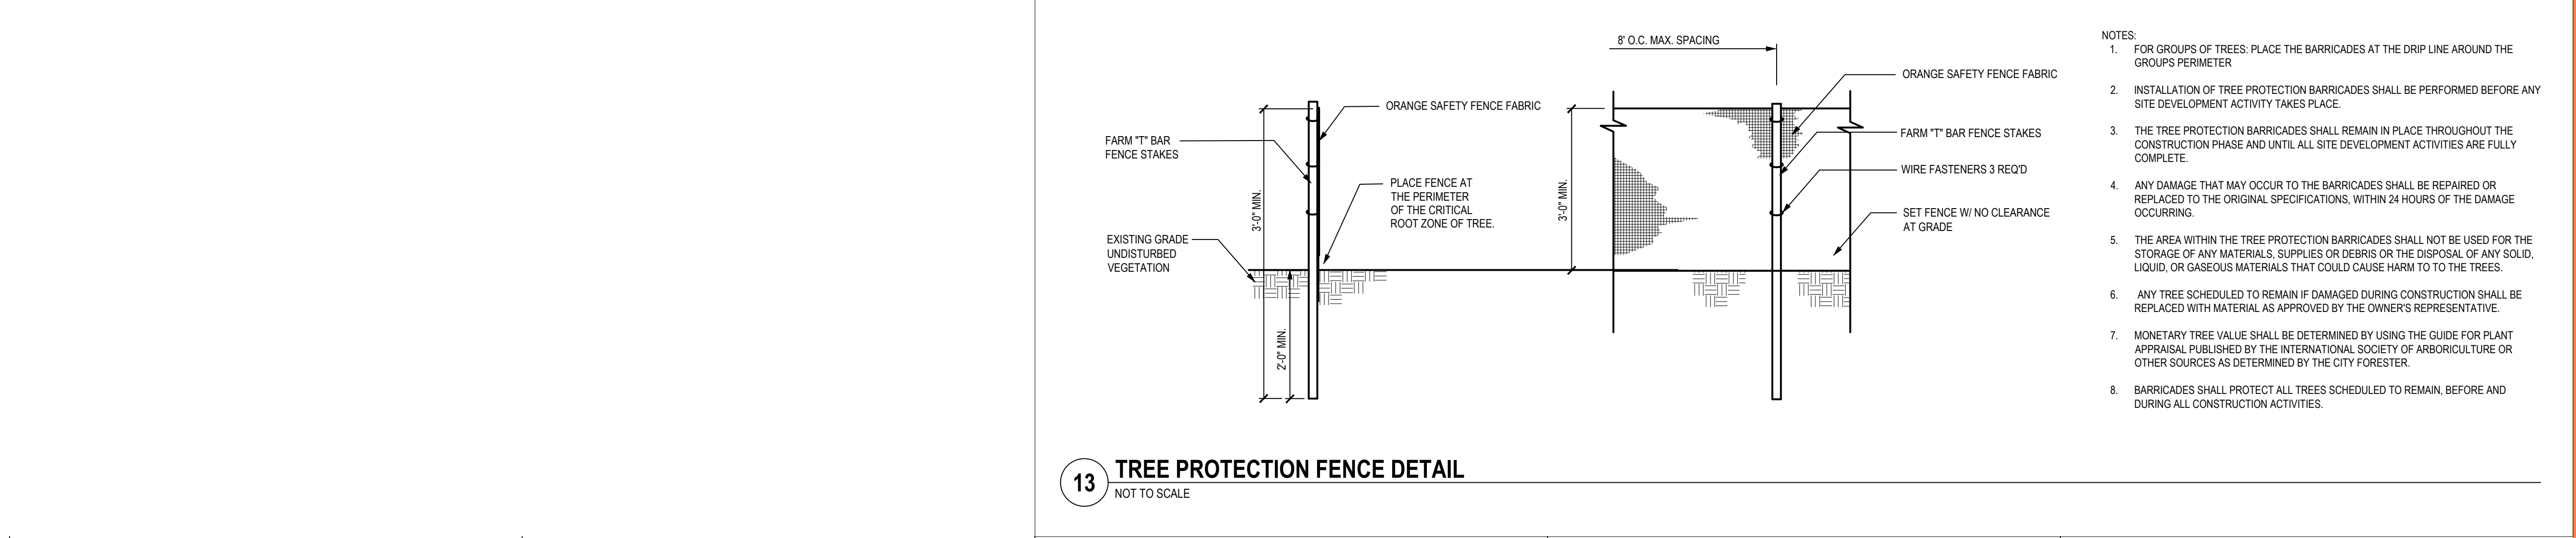 8' O.C. MAX. SPACING
ORANGE SAFETY FENCE FABRIC
FARM "T" BAR
FENCE STAKES
3'-0" MIN.
PLACE FENCE AT
THE PERIMETER
OF THE CRITICAL
ROOT ZONE OF TREE.
EXISTING GRADE
UNDISTURBED
VEGETATION
2'-0" MIN.
3'-0" MIN.
ORANGE SAFETY FENCE FABRIC
FARM "T" BAR FENCE STAKES
WIRE FASTENERS 3 REQ'D
SET FENCE W/ NO CLEARANCE
AT GRADE
NOTES:
1. FOR GROUPS OF TREES: PLACE THE BARRICADES AT THE DRIP LINE AROUND THE
GROUPS PERIMETER
2. INSTALLATION OF TREE PROTECTION BARRICADES SHALL BE PERFORMED BEFORE ANY
SITE DEVELOPMENT ACTIVITY TAKES PLACE.
3. THE TREE PROTECTION BARRICADES SHALL REMAIN IN PLACE THROUGHOUT THE
CONSTRUCTION PHASE AND UNTIL ALL SITE DEVELOPMENT ACTIVITIES ARE FULLY
COMPLETE.
4. ANY DAMAGE THAT MAY OCCUR TO THE BARRICADES SHALL BE REPAIRED OR
REPLACED TO THE ORIGINAL SPECIFICATIONS, WITHIN 24 HOURS OF THE DAMAGE
OCCURRING.
5. THE AREA WITHIN THE TREE PROTECTION BARRICADES SHALL NOT BE USED FOR THE
STORAGE OF ANY MATERIALS, SUPPLIES OR DEBRIS OR THE DISPOSAL OF ANY SOLID,
LIQUID, OR GASEOUS MATERIALS THAT COULD CAUSE HARM TO TO THE TREES.
6. ANY TREE SCHEDULED TO REMAIN IF DAMAGED DURING CONSTRUCTION SHALL BE
REPLACED WITH MATERIAL AS APPROVED BY THE OWNER'S REPRESENTATIVE.
7. MONETARY TREE VALUE SHALL BE DETERMINED BY USING THE GUIDE FOR PLANT
APPRAISAL PUBLISHED BY THE INTERNATIONAL SOCIETY OF ARBORICULTURE OR
OTHER SOURCES AS DETERMINED BY THE CITY FORESTER.
8. BARRICADES SHALL PROTECT ALL TREES SCHEDULED TO REMAIN, BEFORE AND
DURING ALL CONSTRUCTION ACTIVITIES.
13 TREE PROTECTION FENCE DETAIL
NOT TO SCALE